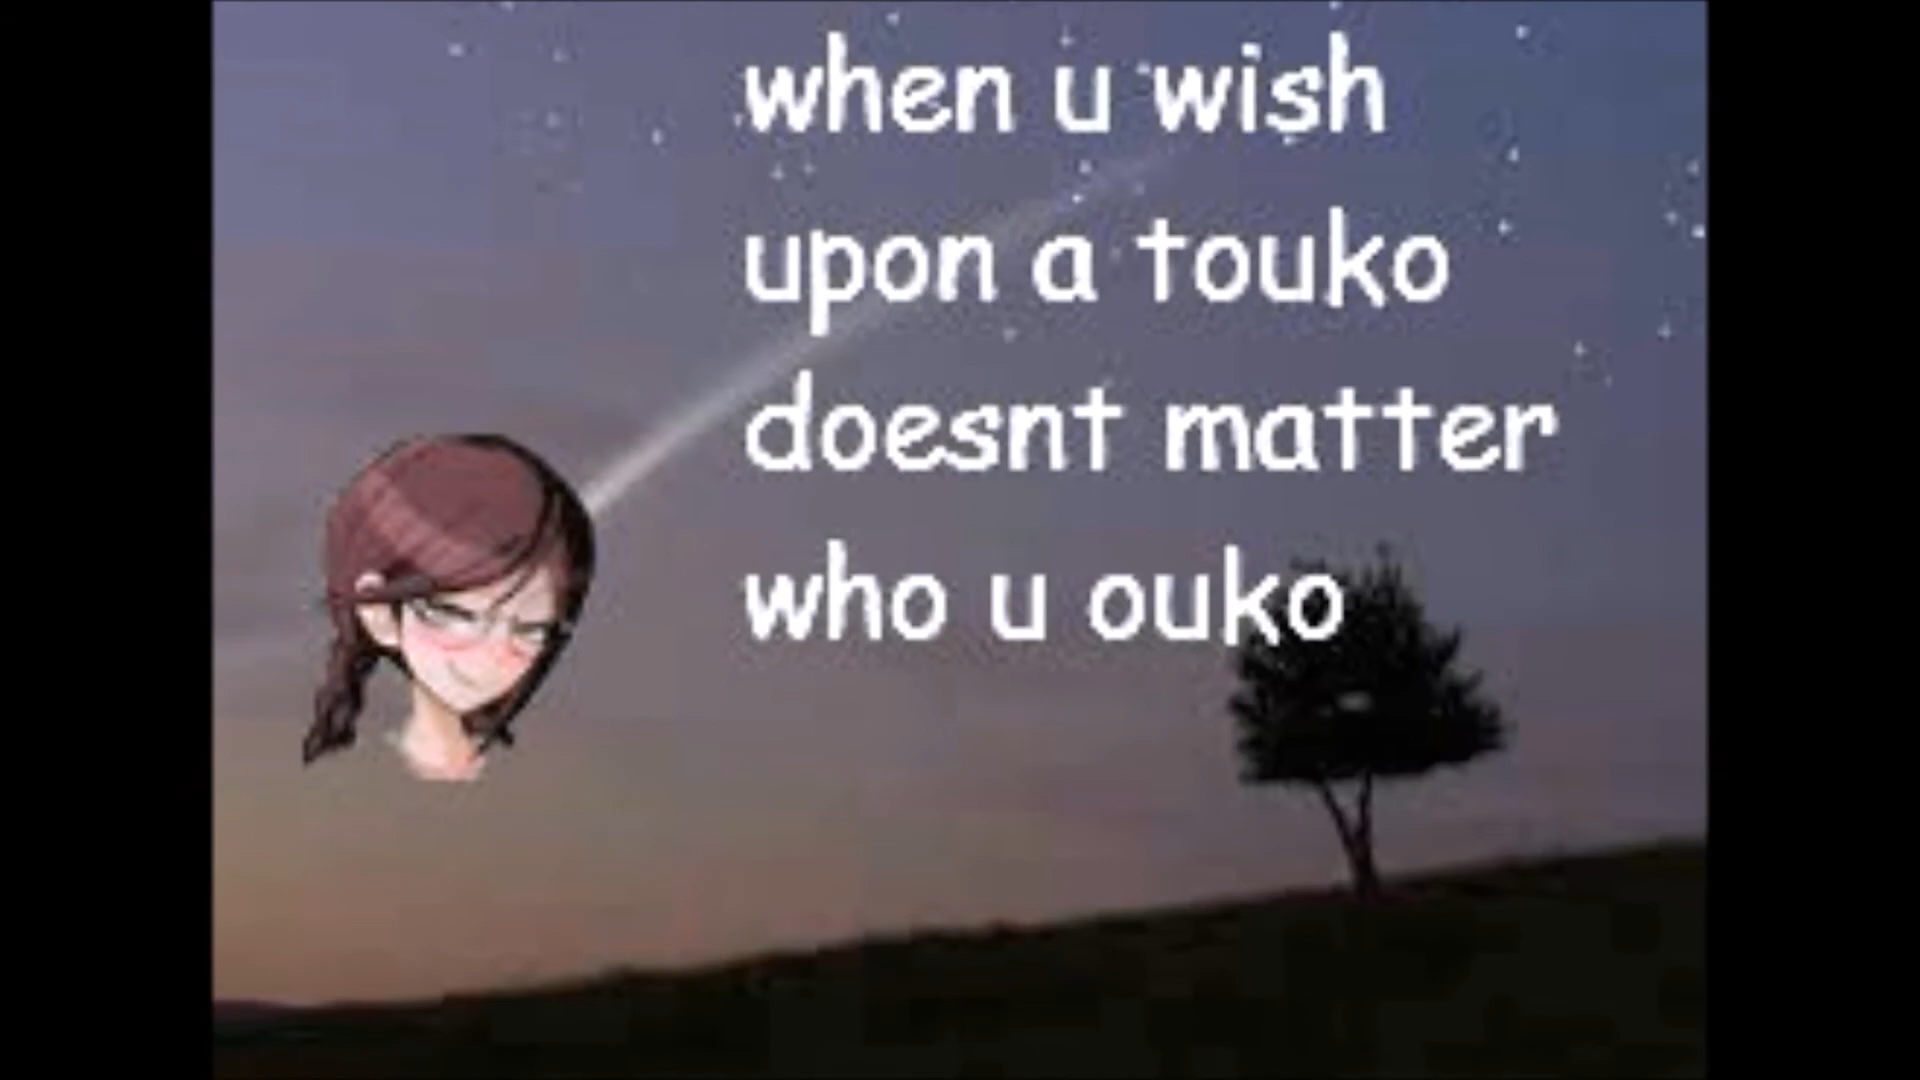 when u wish
upon a touko
doesnt matter
who u ouko